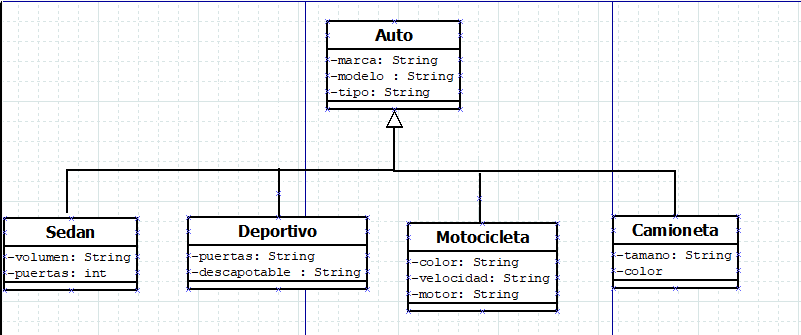 Auto
-marca: String
-modelo : String
-tipo: String
Sedan
-volumen: String
-puertas: int
Deportivo
-puertas: String
-descapotable : String
Motocicleta
-color: String
-velocidad: String
-motor: String
Camioneta
-tamano: String
-color